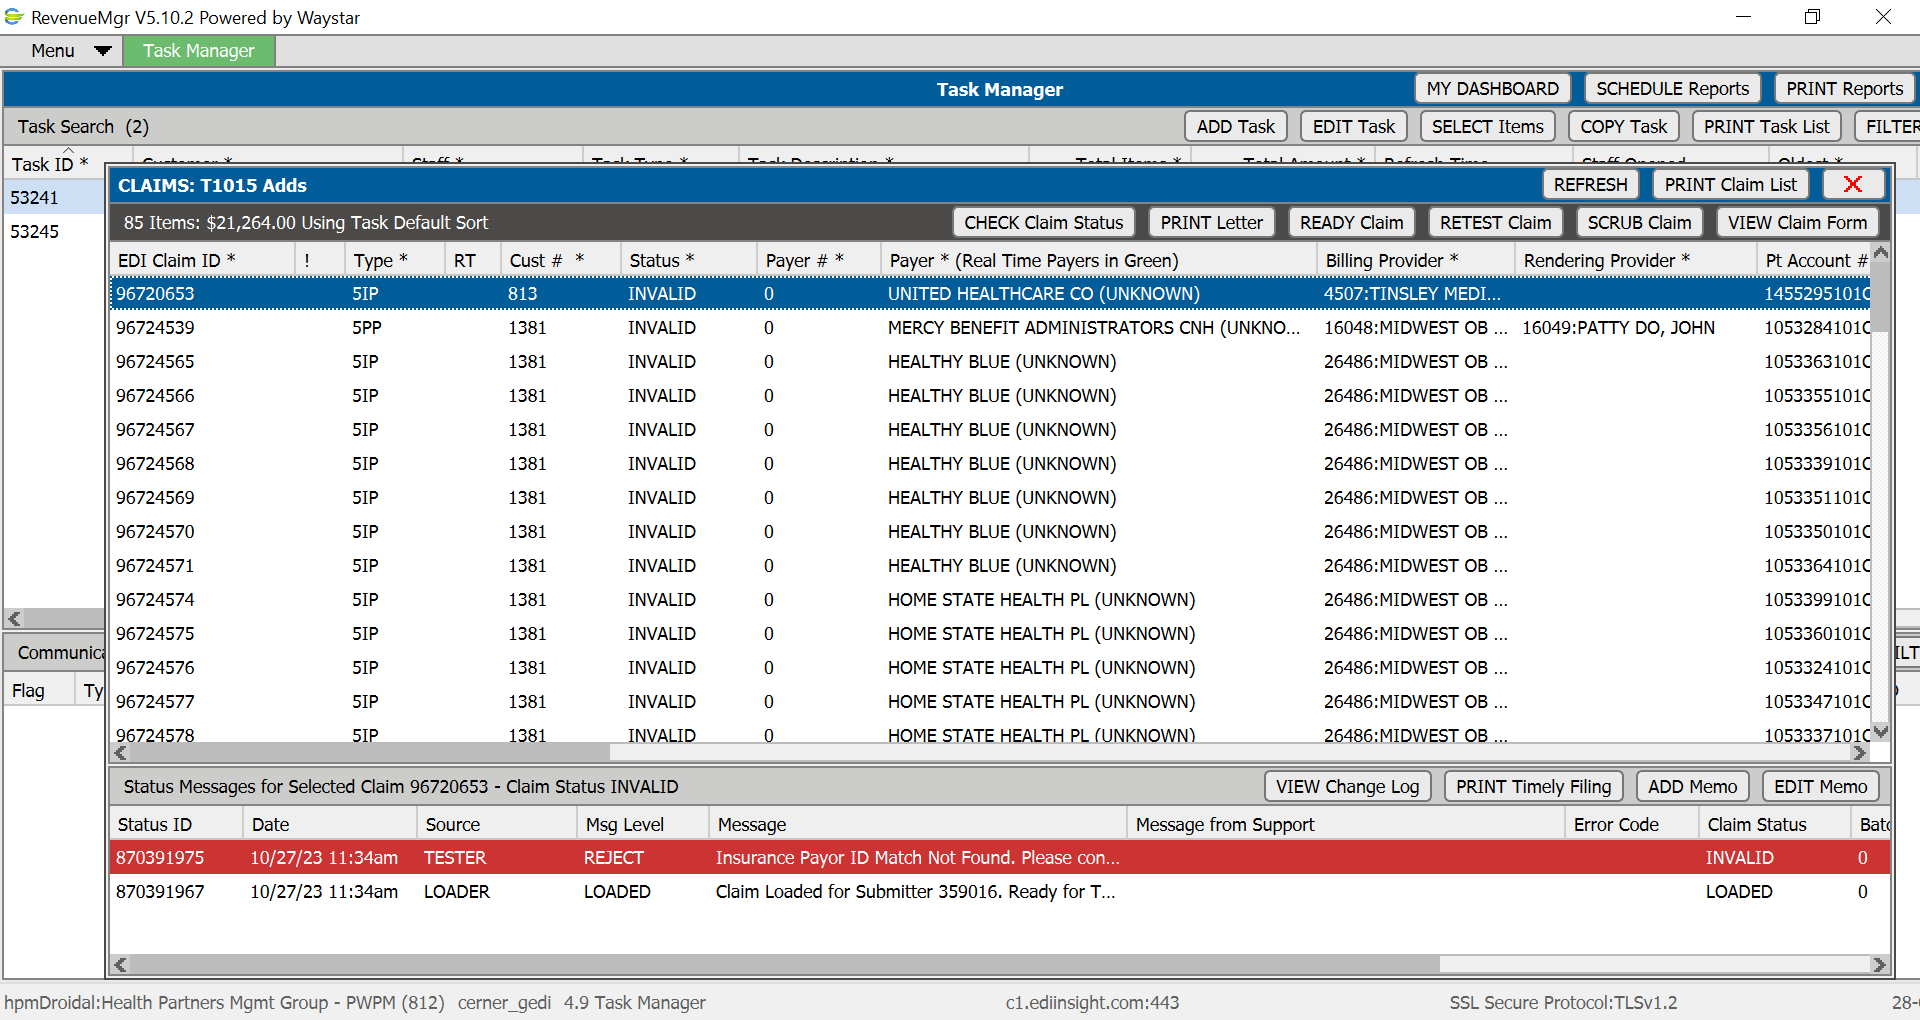 RevenueMgr V5.10.2 Powered by Waystar
Menu Task Manager
Task Manager MY DASHBOARD SCHEDULE Reports PRINT Reports
Task Search (2) ADD Task EDIT Task SELECT Items COPY Task PRINT Task List FILTER
Task ID * Customer * Staff * Task Type * Task Description * Total Items * Total Amount * Refresh Time Staff Opened Oldest *
53241
53245
CLAIMS: T1015 Adds REFRESH PRINT Claim List X
85 Items: $21,264.00 Using Task Default Sort CHECK Claim Status PRINT Letter READY Claim RETEST Claim SCRUB Claim VIEW Claim Form
EDI Claim ID * ! Type * RT Cust # * Status * Payer # * Payer * (Real Time Payers in Green) Billing Provider * Rendering Provider * Pt Account #
96720653 5IP 813 INVALID 0 UNITED HEALTHCARE CO (UNKNOWN) 4507:TINSLEY MEDI... 1455295101C
96724539 5PP 1381 INVALID 0 MERCY BENEFIT ADMINISTRATORS CNH (UNKNO... 16048:MIDWEST OB ... 16049:PATTY DO, JOHN 1053284101C
96724565 5IP 1381 INVALID 0 HEALTHY BLUE (UNKNOWN) 26486:MIDWEST OB ... 1053363101C
96724566 5IP 1381 INVALID 0 HEALTHY BLUE (UNKNOWN) 26486:MIDWEST OB ... 1053355101C
96724567 5IP 1381 INVALID 0 HEALTHY BLUE (UNKNOWN) 26486:MIDWEST OB ... 1053356101C
96724568 5IP 1381 INVALID 0 HEALTHY BLUE (UNKNOWN) 26486:MIDWEST OB ... 1053339101C
96724569 5IP 1381 INVALID 0 HEALTHY BLUE (UNKNOWN) 26486:MIDWEST OB ... 1053351101C
96724570 5IP 1381 INVALID 0 HEALTHY BLUE (UNKNOWN) 26486:MIDWEST OB ... 1053350101C
96724571 5IP 1381 INVALID 0 HEALTHY BLUE (UNKNOWN) 26486:MIDWEST OB ... 1053364101C
96724574 5IP 1381 INVALID 0 HOME STATE HEALTH PL (UNKNOWN) 26486:MIDWEST OB ... 1053399101C
96724575 5IP 1381 INVALID 0 HOME STATE HEALTH PL (UNKNOWN) 26486:MIDWEST OB ... 1053360101C
96724576 5IP 1381 INVALID 0 HOME STATE HEALTH PL (UNKNOWN) 26486:MIDWEST OB ... 1053324101C
96724577 5IP 1381 INVALID 0 HOME STATE HEALTH PL (UNKNOWN) 26486:MIDWEST OB ... 1053347101C
96724578 5IP 1381 INVALID 0 HOME STATE HEALTH PL (UNKNOWN) 26486:MIDWEST OB ... 1053337101C
Communica ILT
Flag Ty
Status Messages for Selected Claim 96720653 - Claim Status INVALID VIEW Change Log PRINT Timely Filing ADD Memo EDIT Memo
Status ID Date Source Msg Level Message Message from Support Error Code Claim Status Batc
870391975 10/27/23 11:34am TESTER REJECT Insurance Payor ID Match Not Found. Please con... INVALID 0
870391967 10/27/23 11:34am LOADER LOADED Claim Loaded for Submitter 359016. Ready for T... LOADED 0
hpmDroidal:Health Partners Mgmt Group - PWPM (812) cerner_gedi 4.9 Task Manager c1.ediinsight.com:443 SSL Secure Protocol:TLSv1.2 28-